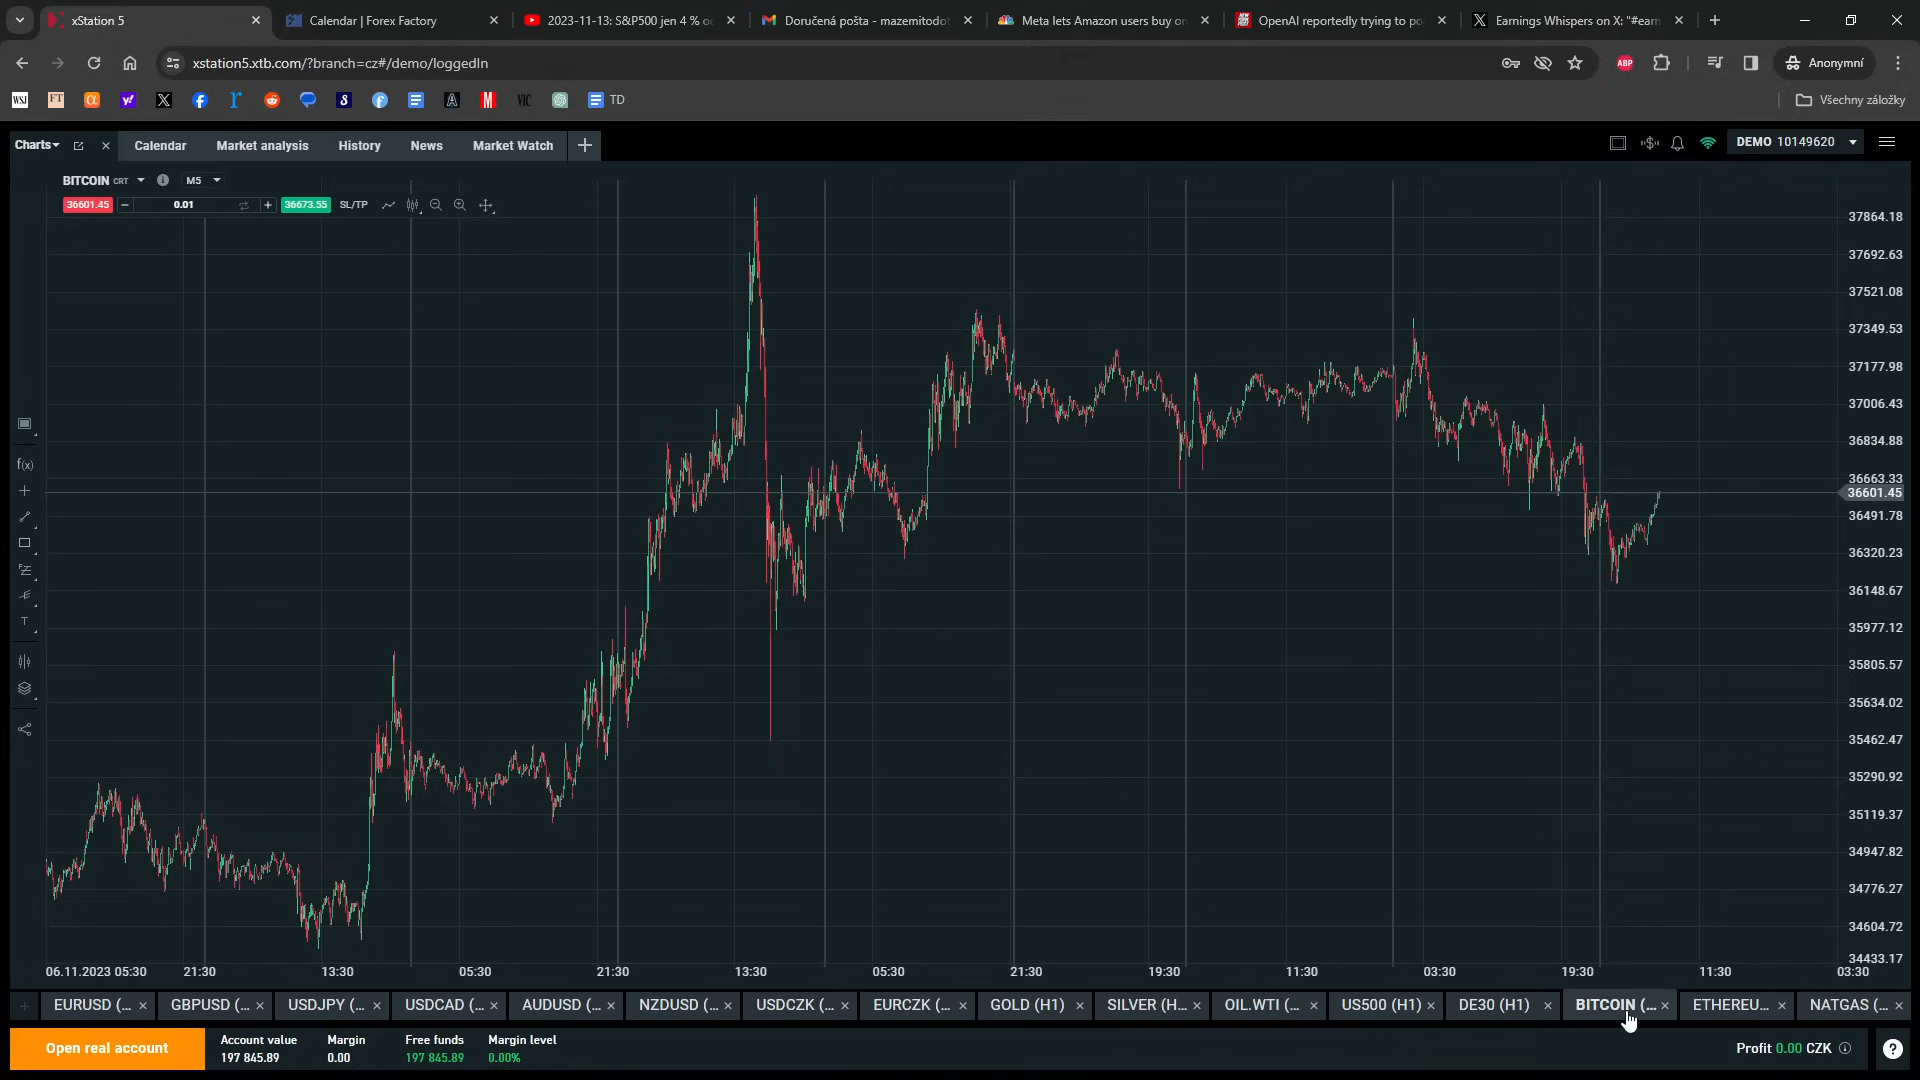 xStation 5
Calendar | Forex Factory
2023-11-13: S&P500 jen 4 % o
Doručená pošta - mazemitodo
Meta lets Amazon users buy on
OpenAI reportedly trying to po
Earnings Whispers on X: "#earn
xstation5.xtb.com/?branch=cz#/demo/loggedIn
ABP
Anonymní
WSJ
FT
VIC
TD
Všechny záložky
Charts
Calendar
Market analysis
History
News
Market Watch
DEMO 10149620
BITCOIN CRT
M5
36601.45
0.01
36673.55
SL/TP
37864.18
37692.63
37521.08
37349.53
37177.98
37006.43
36834.88
36663.33
36601.45
36491.78
36320.23
36148.67
35977.12
35805.57
35634.02
35462.47
35290.92
35119.37
34947.82
34776.27
34604.72
34433.17
f(x)
T
06.11.2023 05:30
21:30
13:30
05:30
21:30
13:30
05:30
21:30
19:30
11:30
03:30
19:30
11:30
03:30
EURUSD (...
GBPUSD (...
USDJPY (...
USDCAD (...
AUDUSD (...
NZDUSD (...
USDCZK (...
EURCZK (...
GOLD (H1)
SILVER (H...
OIL.WTI (...
US500 (H1)
DE30 (H1)
BITCOIN (...
ETHEREU...
NATGAS (...
Open real account
Account value
197 845.89
Margin
0.00
Free funds
197 845.89
Margin level
0.00%
Profit 0.00 CZK
?